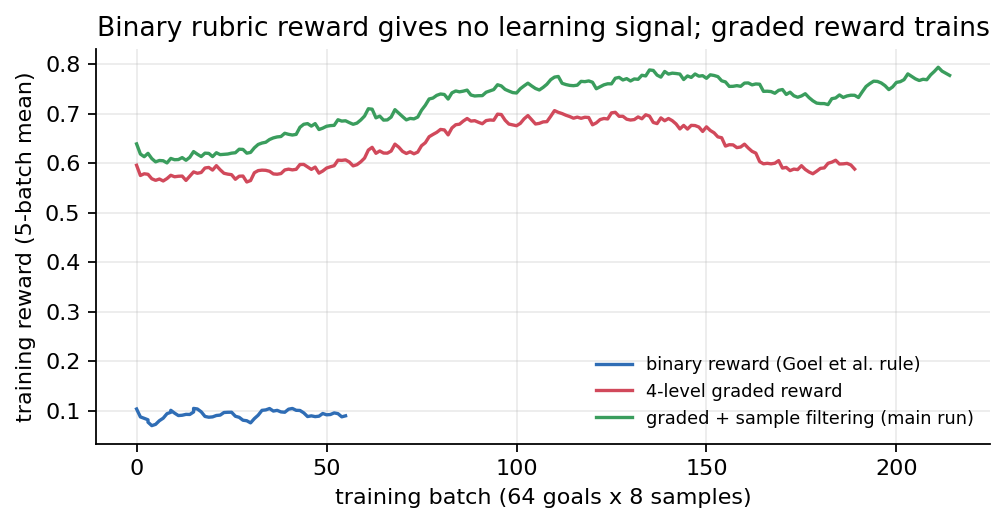 Binary rubric reward gives no learning signal; graded reward trains
training reward (5-batch mean)
0.8
0.7
0.6
0.5
0.4
0.3
0.2
0.1
binary reward (Goel et al. rule)
4-level graded reward
graded + sample filtering (main run)
0 50 100 150 200
training batch (64 goals x 8 samples)